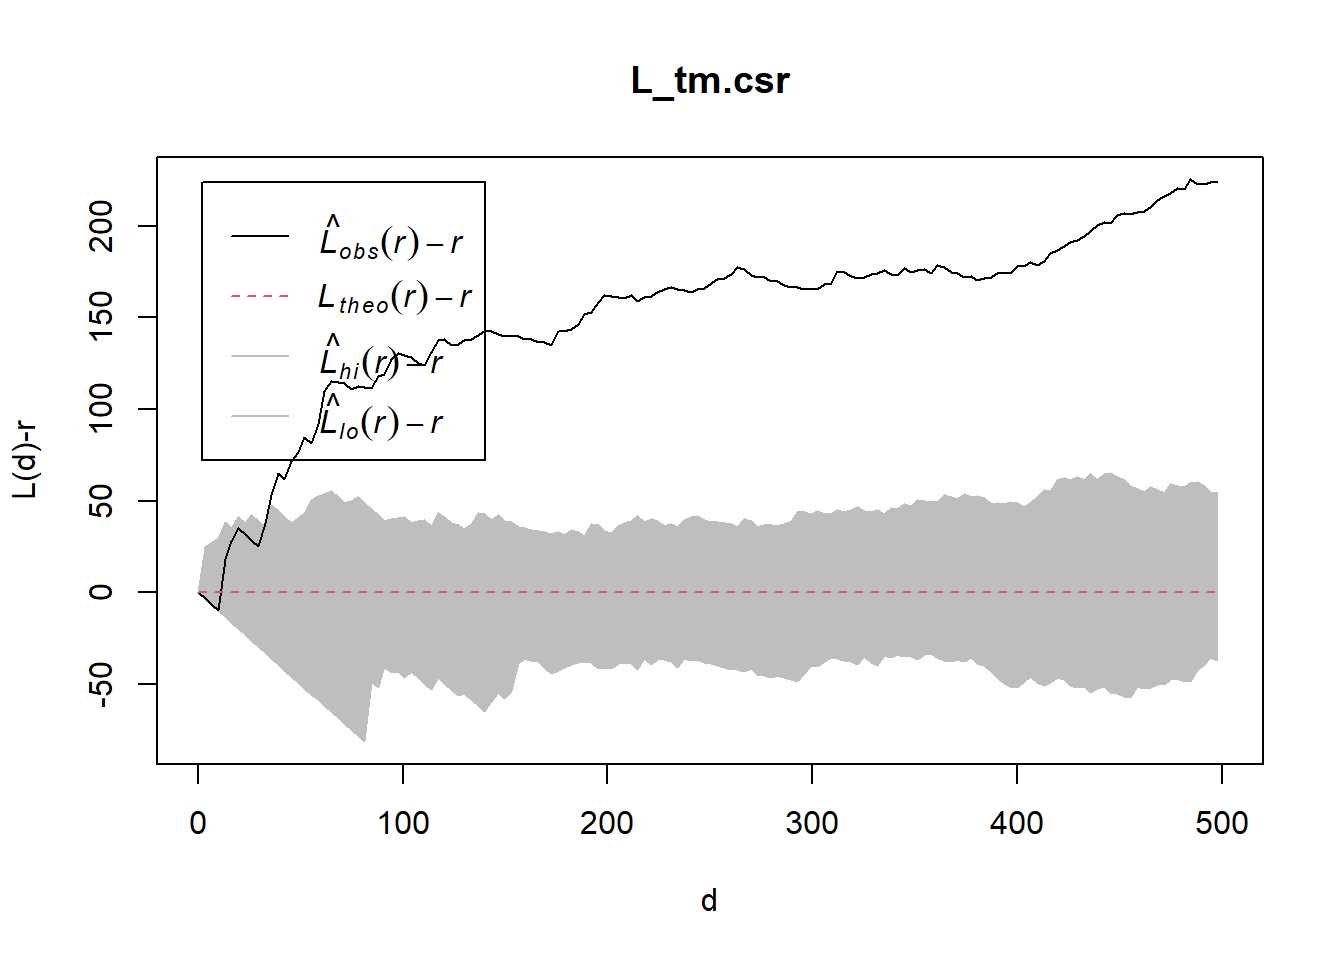 L_tm.csr
L̂obs(r) − r
Ltheo(r) − r
L̂hi(r) − r
L̂lo(r) − r
L(d)-r
200
150
100
50
0
-50
0 100 200 300 400 500
d